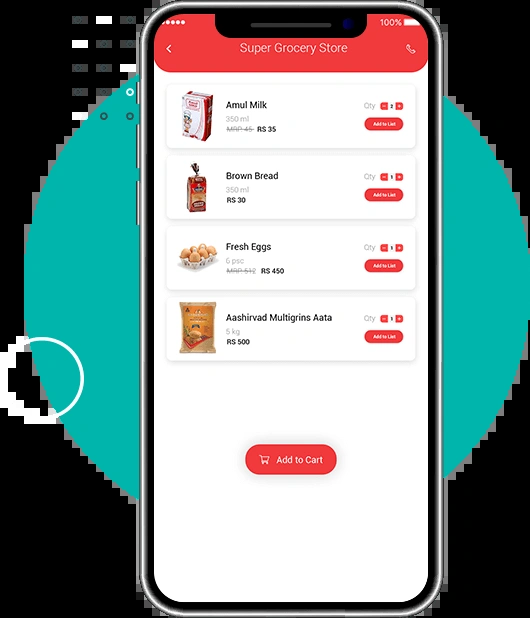 100%
Super Grocery Store
Amul Milk
Qty 2
350 ml
MRP 45 RS 35
Add to List
Brown Bread
Qty 1
350 ml
RS 30
Add to List
Fresh Eggs
Qty 1
6 psc
MRP 512 RS 450
Add to List
Aashirvad Multigrins Aata
Qty 1
5 kg
RS 500
Add to List
Add to Cart